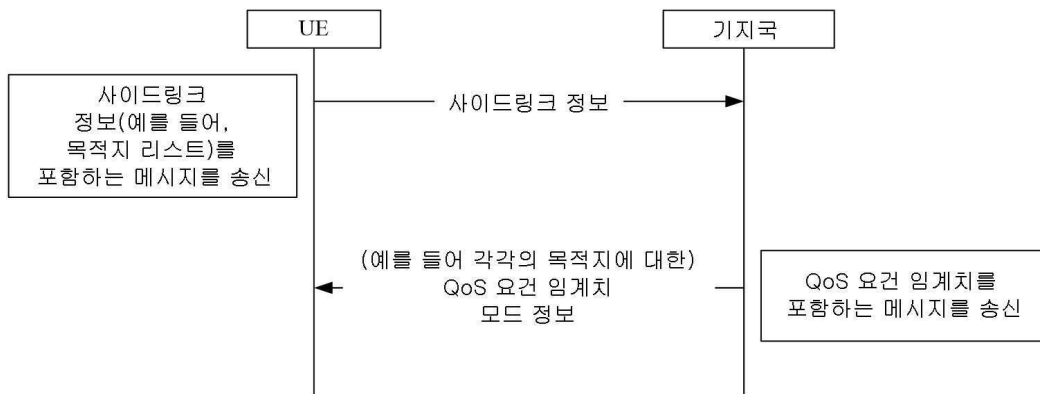 UE
기지국
사이드링크
정보(예를 들어,
목적지 리스트)를
포함하는 메시지를 송신
사이드링크 정보
(예를 들어 각각의 목적지에 대한)
QoS 요건 임계치
모드 정보
QoS 요건 임계치를
포함하는 메시지를 송신